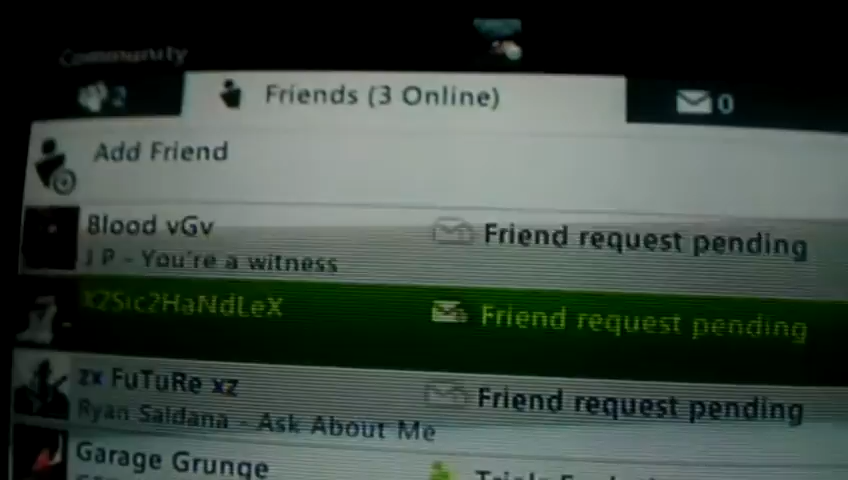 Community
2
Friends (3 Online)
0
Add Friend
Blood vGv
Friend request pending
J P - You're a witness
X2Sic2HaNdLeX
Friend request pending
zx FuTuRe xz
Friend request pending
Ryan Saldana - Ask About Me
Garage Grunge